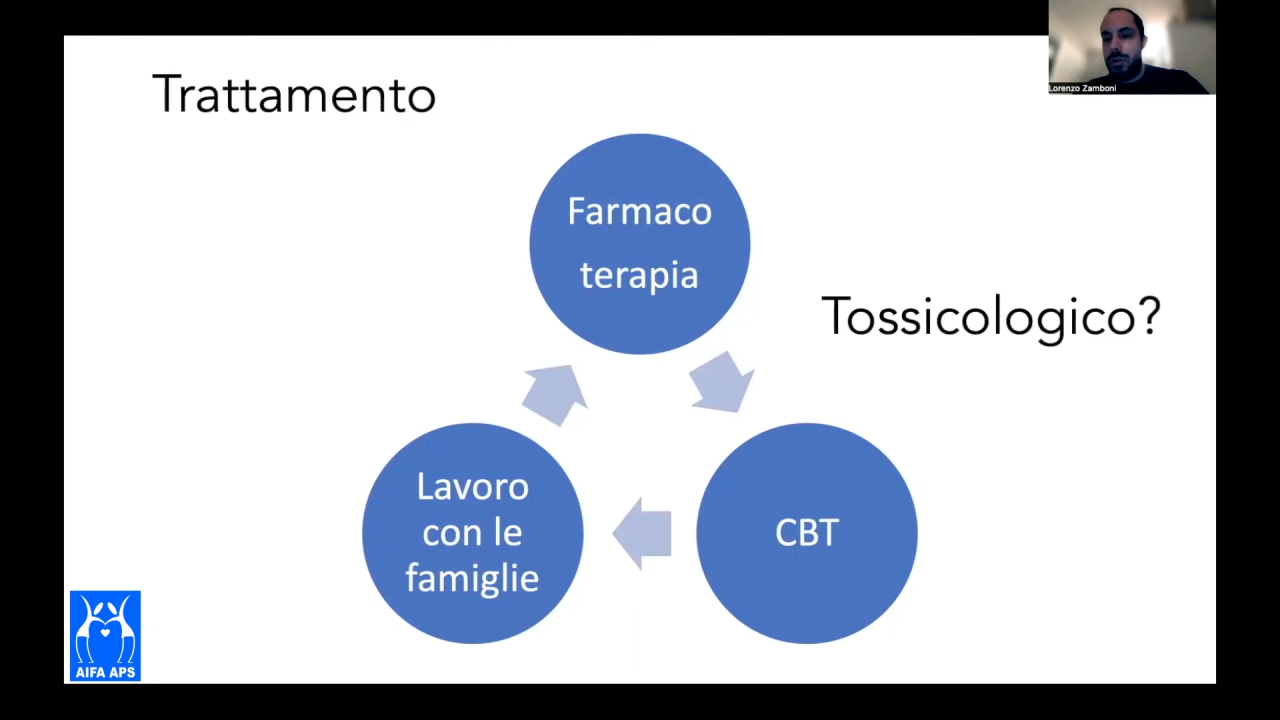 Trattamento
Lorenzo Zamboni
Farmaco
terapia
Tossicologico?
Lavoro
con le
famiglie
CBT
AIFA APS